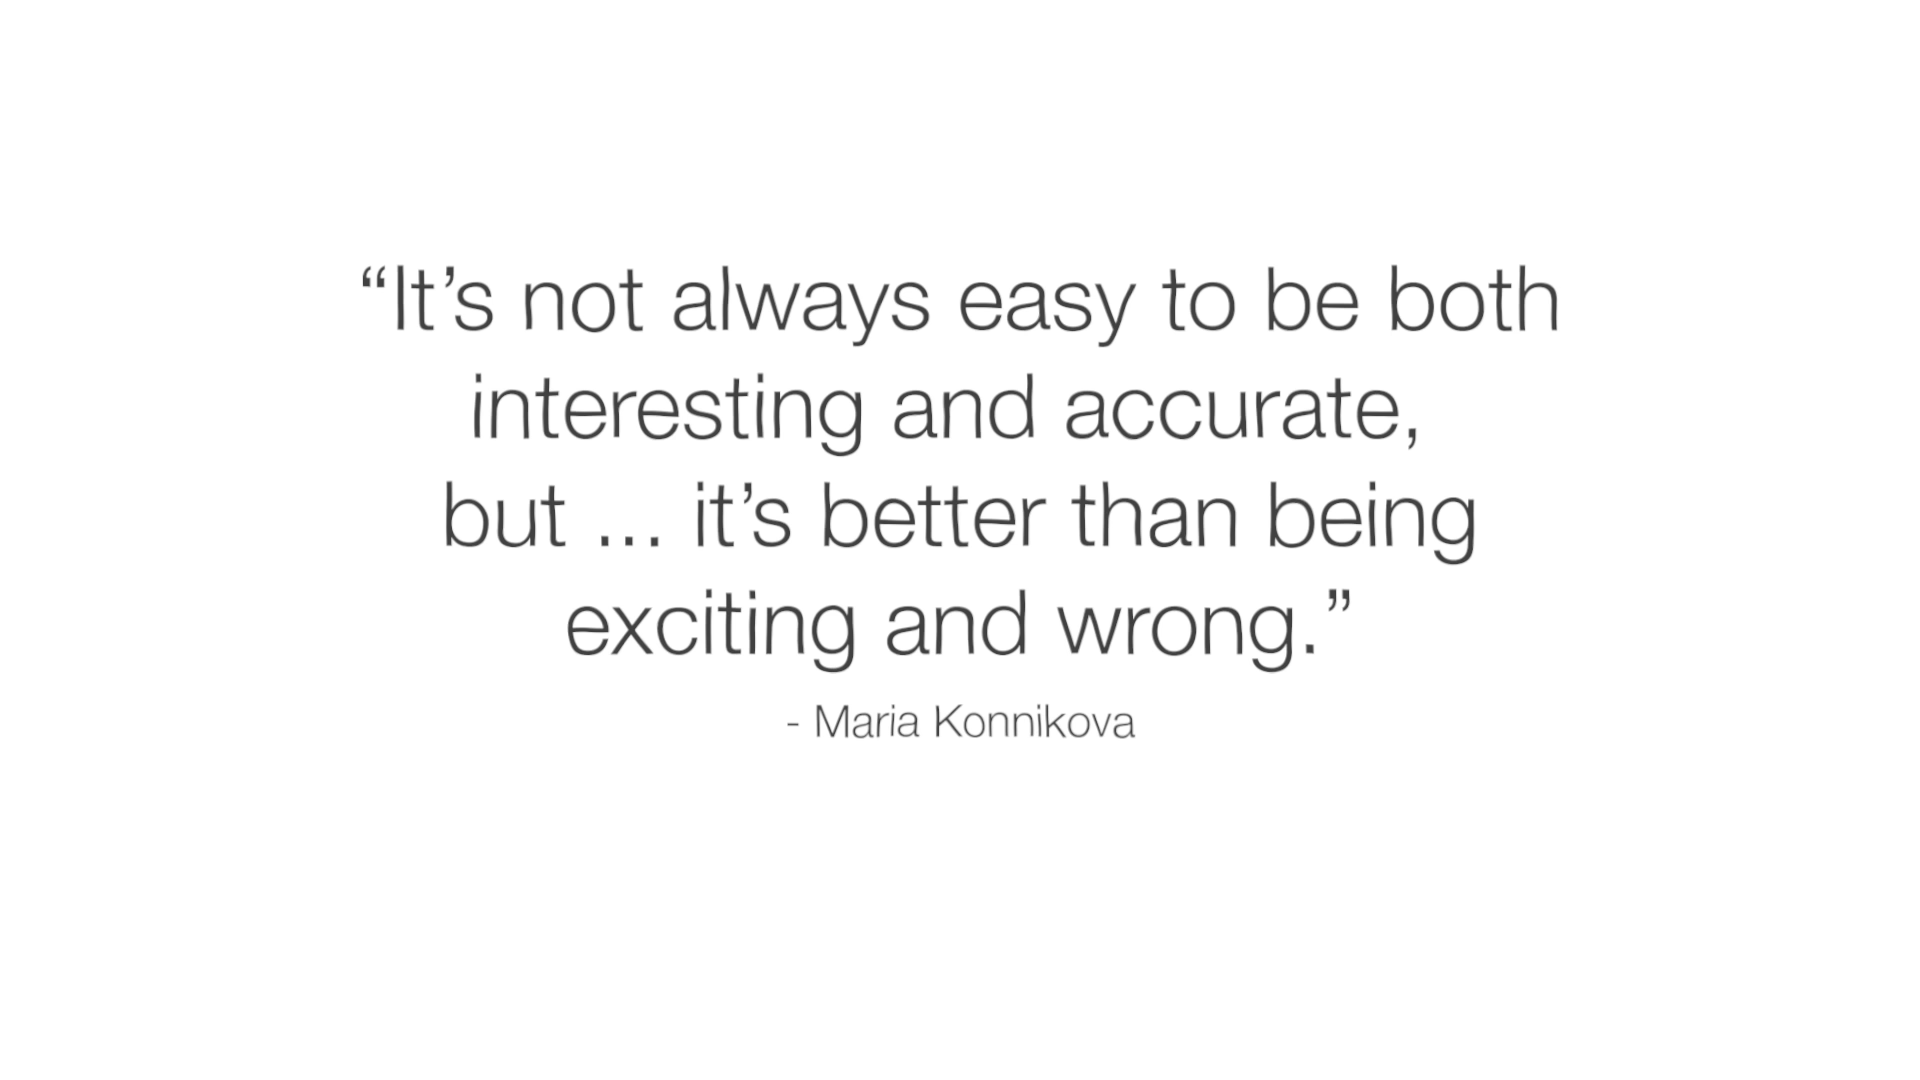 “It’s not always easy to be both
interesting and accurate,
but ... it’s better than being
exciting and wrong.”
- Maria Konnikova